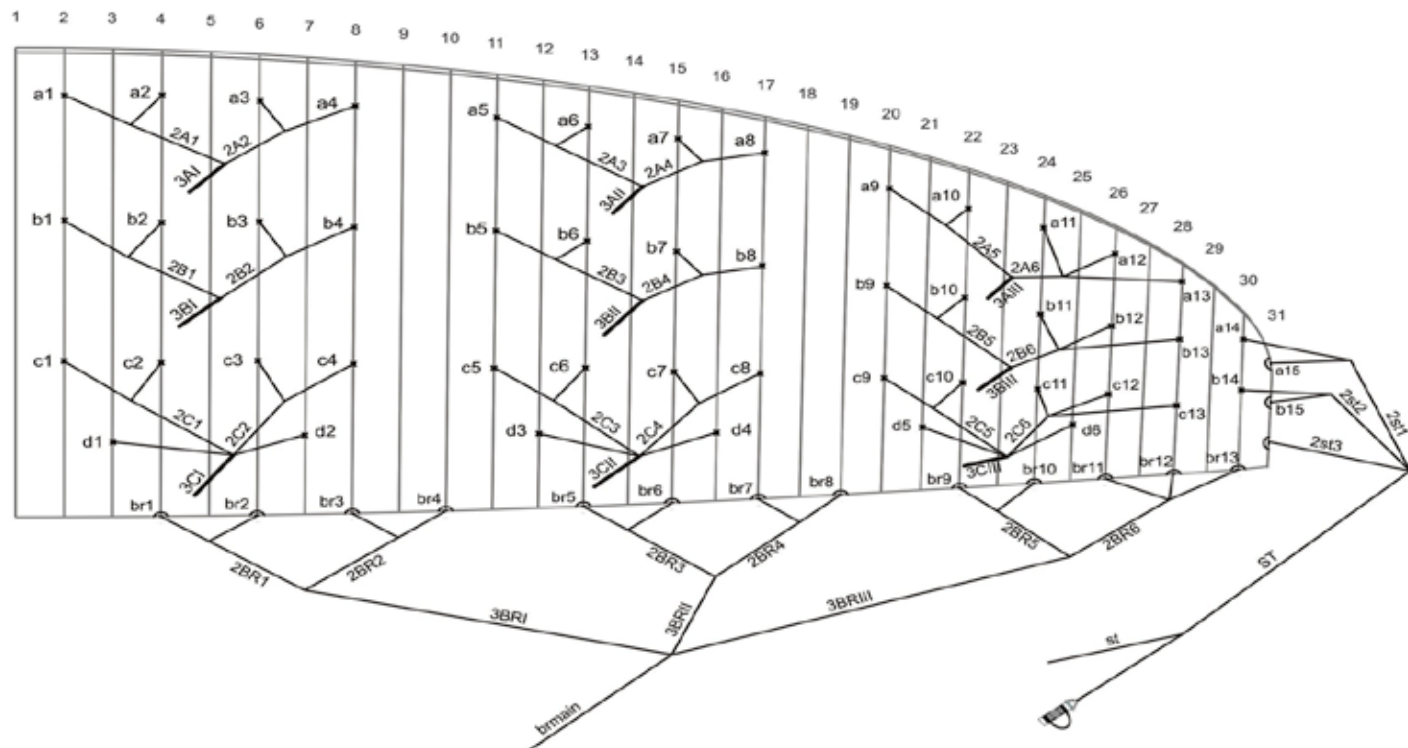 1 2 3 4 5 6 7 8 9 10 11 12 13 14 15 16 17 18 19 20 21 22 23 24 25 26 27 28 29 30 31
a1 a2 a3 a4 a5 a6 a7 a8 a9 a10 a11 a12 a13 a14 a15
2A1 2A2 2A3 2A4 2A5 2A6
3AI 3AII 3AIII
b1 b2 b3 b4 b5 b6 b7 b8 b9 b10 b11 b12 b13 b14 b15
2B1 2B2 2B3 2B4 2B5 2B6
3BI 3BII 3BIII
c1 c2 c3 c4 c5 c6 c7 c8 c9 c10 c11 c12 c13
2C1 2C2 2C3 2C4 2C5 2C6
d1 d2 d3 d4 d5 d6
3CI 3CII 3CIII
2st1 2st2 2st3
br1 br2 br3 br4 br5 br6 br7 br8 br9 br10 br11 br12 br13
2BR1 2BR2 2BR3 2BR4 2BR5 2BR6
3BRI 3BRII 3BRIII
ST
st
brmain